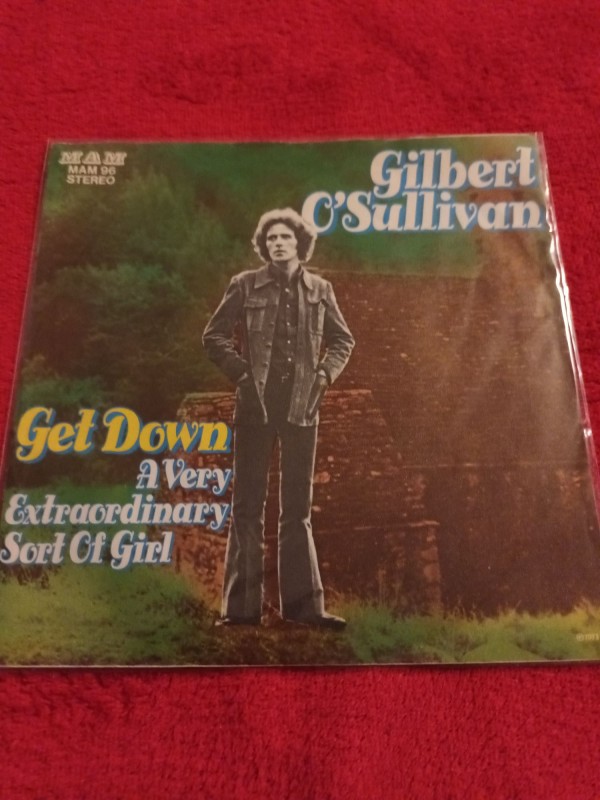 MAM
MAM 96
STEREO
Gilbert
O'Sullivan
Get Down
A Very
Extraordinary
Sort Of Girl